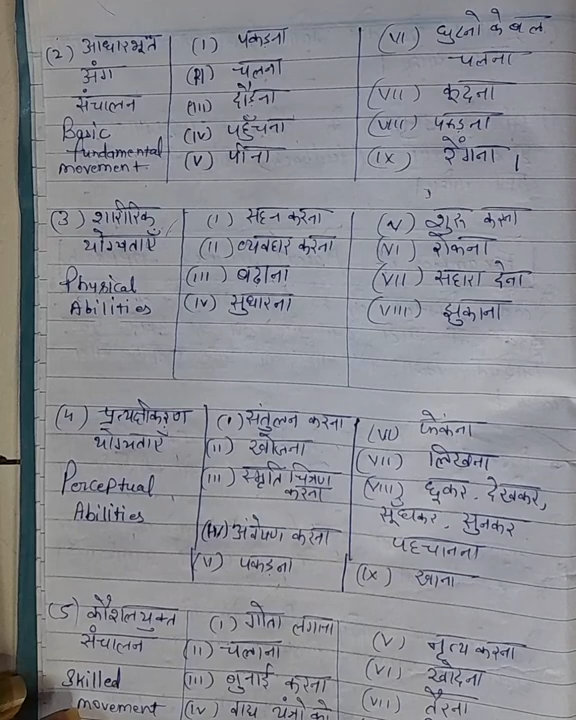 (2) आधारभूत
अंग
संचालन
Basic
fundamental
movement
(I) पकड़ना
(II) चलना
(III) दौड़ना
(IV) पहुँचना
(V) पीना
(VI) घुटनो के बल
चलना
(VII) कूदना
(VIII) पकड़ना
(IX) रेंगना ।
(3) शारीरिक
योग्यताएँ
Physical
Abilities
(I) सहन करना
(II) व्यवहार करना
(III) बढ़ाना
(IV) सुधारना
(V) शुरू करना
(VI) रोकना
(VII) सहारा देना
(VIII) झुकाना
(4) प्रत्यक्षीकरण
योग्यताएँ
Perceptual
Abilities
(I) संतुलन करना
(II) खोजना
(III) स्मृति चित्रण
करना
(IV) करना
(V) पकड़ना
(VI) फेंकना
(VII) लिखना
(VIII) छुकर, देखकर,
सूंघकर, सुनकर
पहचानना
(IX) खाना
(5) कौशलयुक्त
संचालन
Skilled
movement
(I) गोता लगाना
(II) चलाना
(III) बुनाई करना
(IV) वाद्य यंत्रो को
(V) नृत्य करना
(VI) खोदना
(VII) तैरना